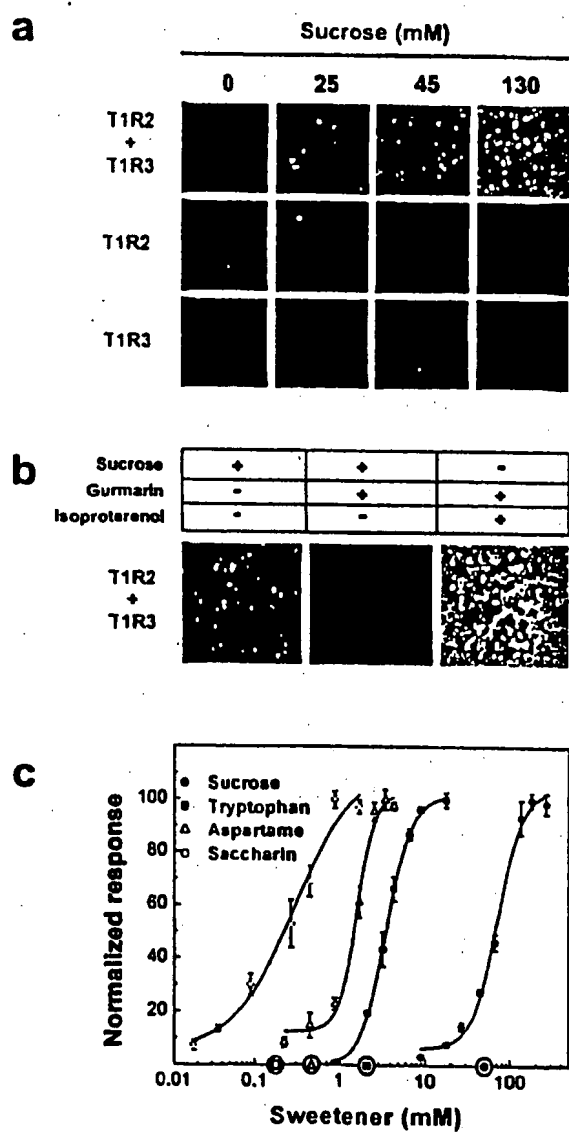 a
Sucrose (mM)
0 25 45 130
T1R2
+
T1R3
T1R2
T1R3
b
Sucrose + + -
Gurmarin - + +
Isoproterenol - - +
T1R2
+
T1R3
c
Normalized response
100
80
60
40
20
Sucrose
Tryptophan
Aspartame
Saccharin
0.01 0.1 1 10 100
Sweetener (mM)